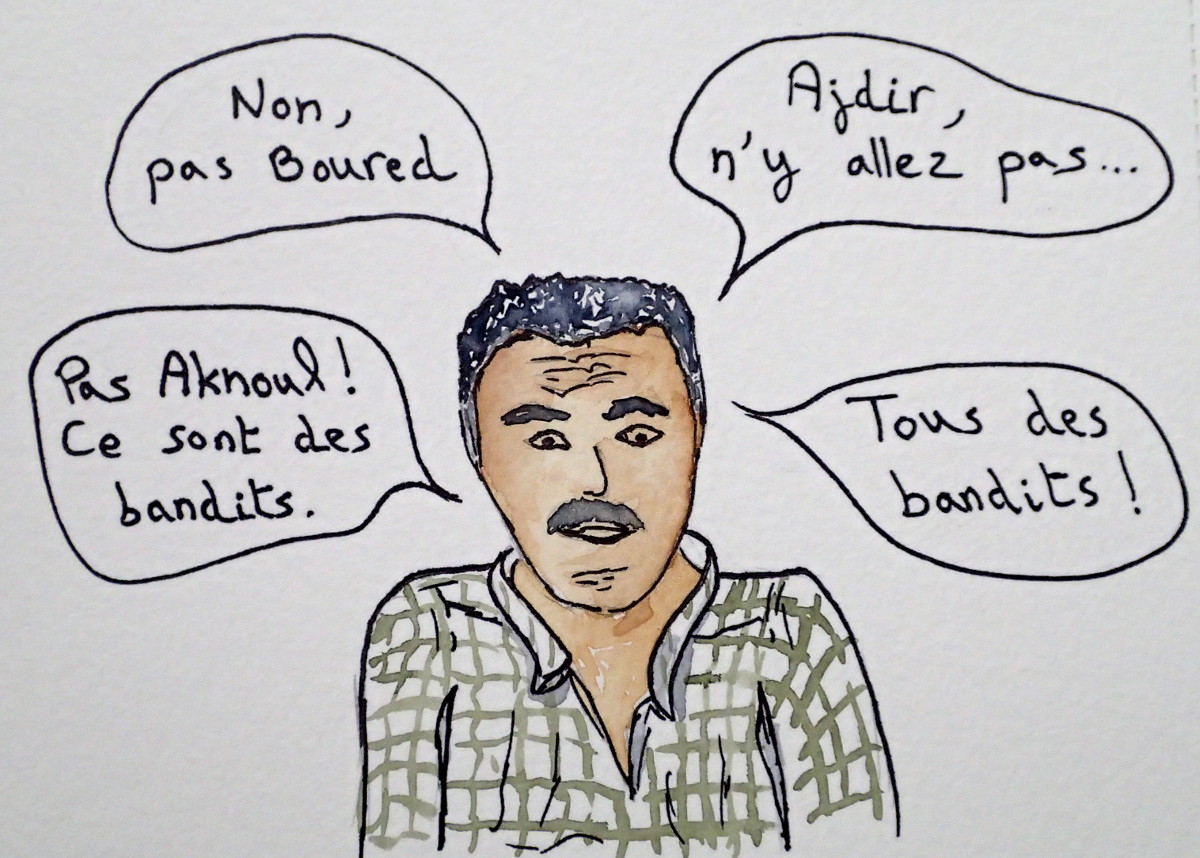 Non,
pas Boured
Ajdir,
n'y allez pas...
Pas Aknoul!
Ce sont des
bandits.
Tous des
bandits!